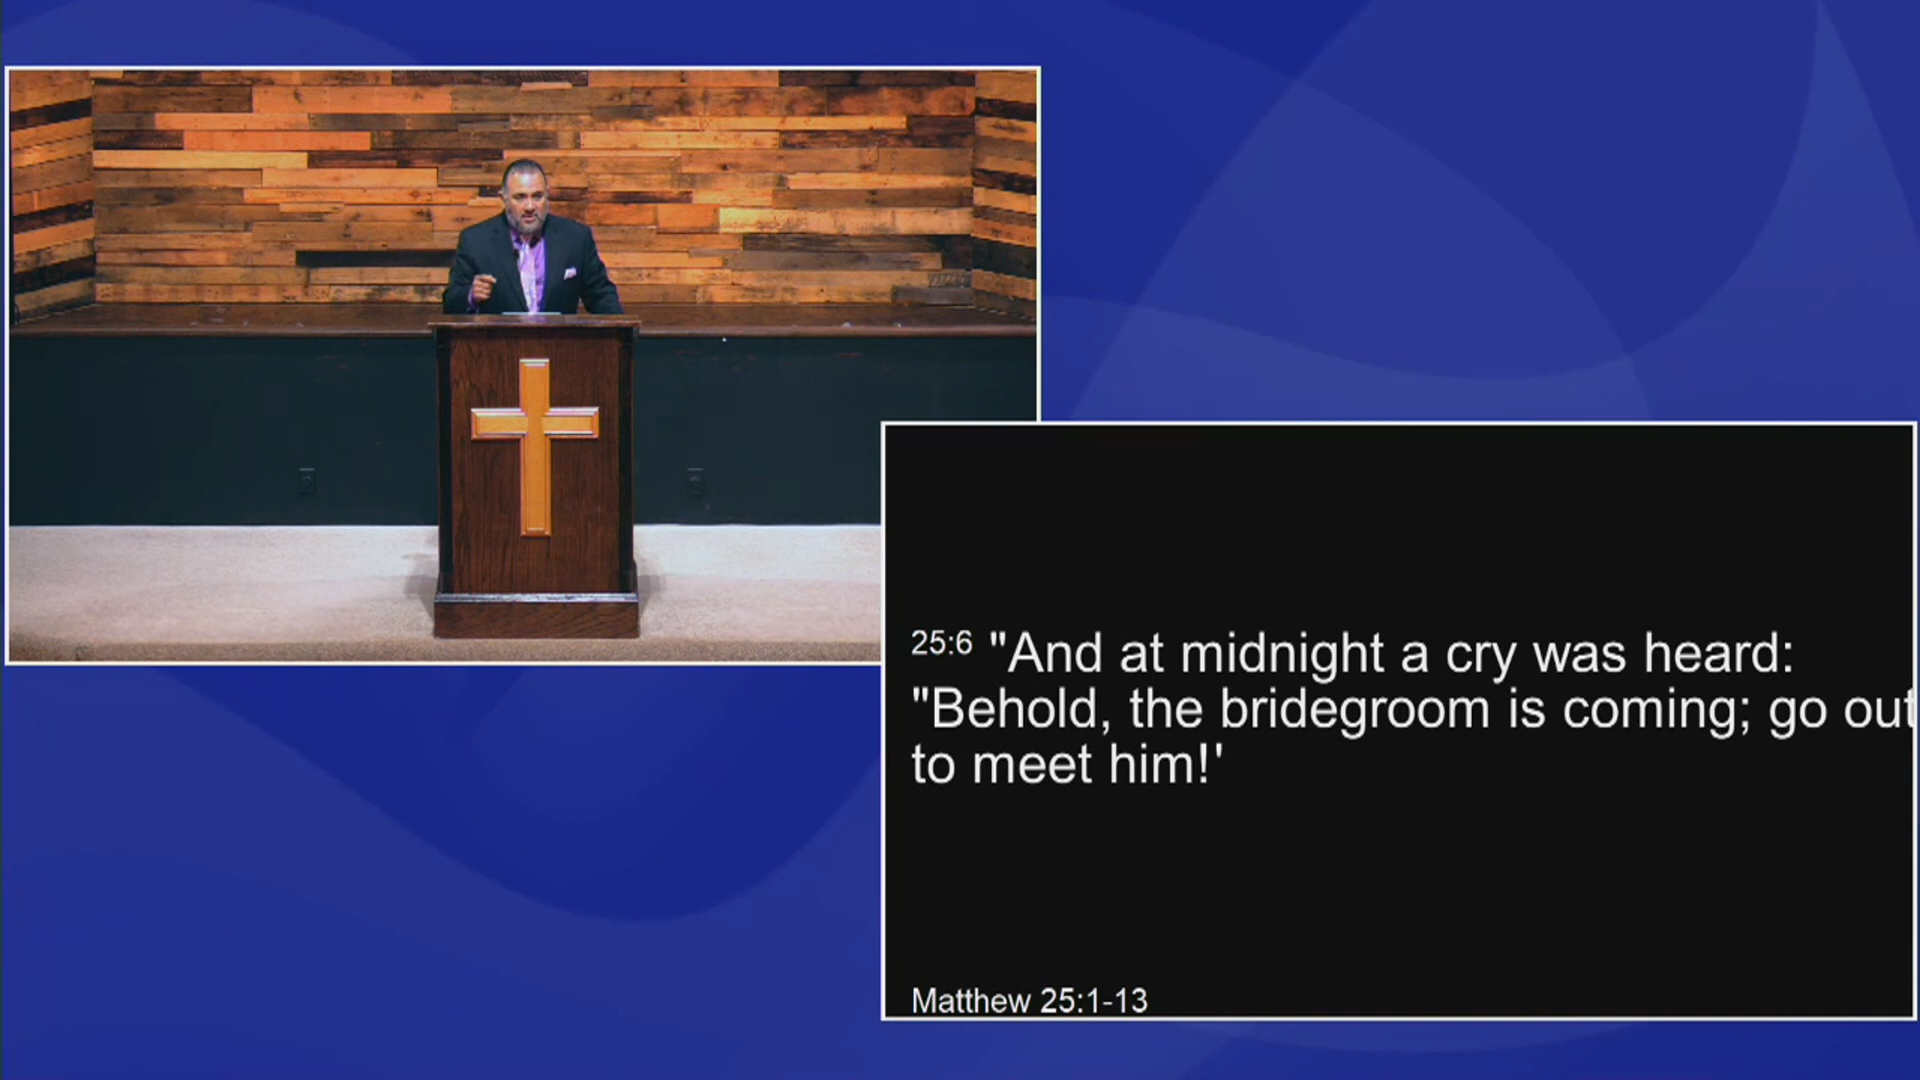 25:6 "And at midnight a cry was heard:
"Behold, the bridegroom is coming; go out
to meet him!'
Matthew 25:1-13